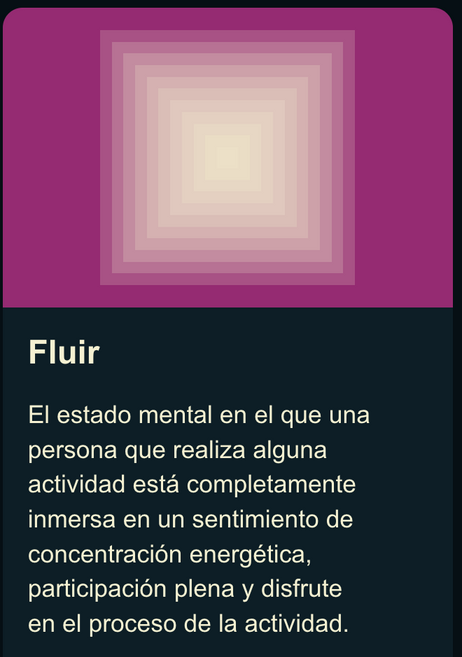 Fluir
El estado mental en el que una
persona que realiza alguna
actividad está completamente
inmersa en un sentimiento de
concentración energética,
participación plena y disfrute
en el proceso de la actividad.